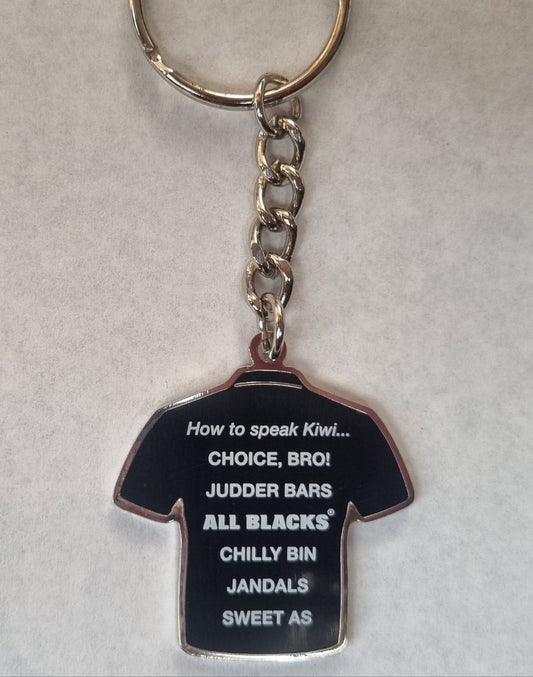 How to speak Kiwi...
CHOICE, BRO!
JUDDER BARS
ALL BLACKS®
CHILLY BIN
JANDALS
SWEET AS